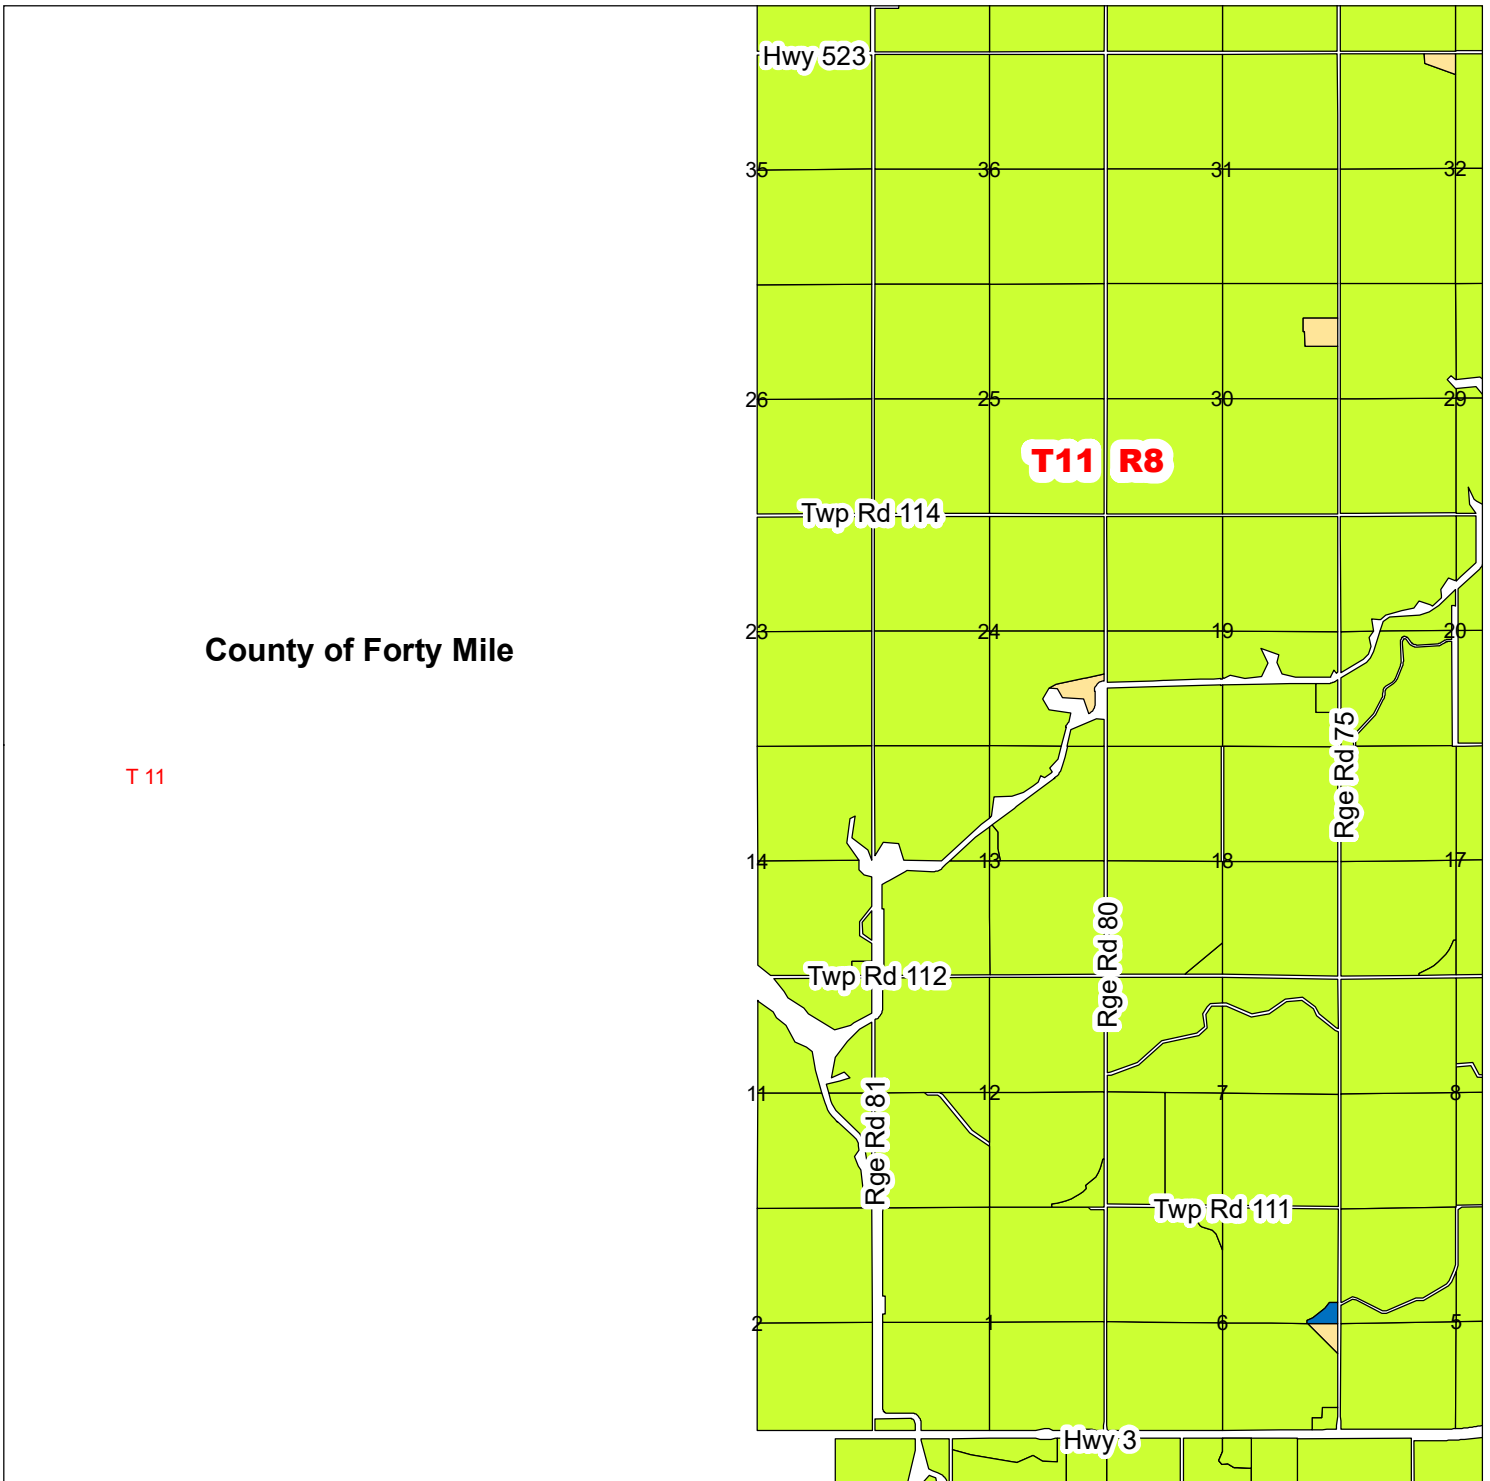 Hwy 523
35 36 31 32
26 25 30 29
T11 R8
Twp Rd 114
23 24 19 20
County of Forty Mile
Rge Rd 75
T 11
14 13 18 17
Rge Rd 80
Twp Rd 112
11 12 7 8
Rge Rd 81
Twp Rd 111
2 1 6 5
Hwy 3